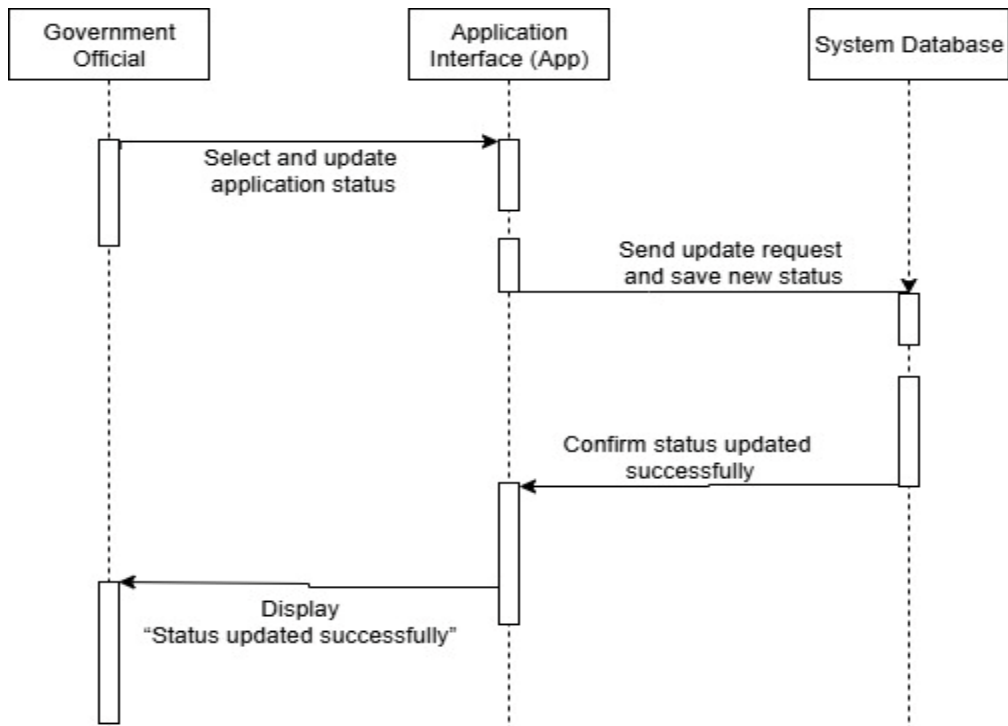 Government
Official
Application
Interface (App)
System Database
Select and update
application status
Send update request
and save new status
Confirm status updated
successfully
Display
“Status updated successfully”